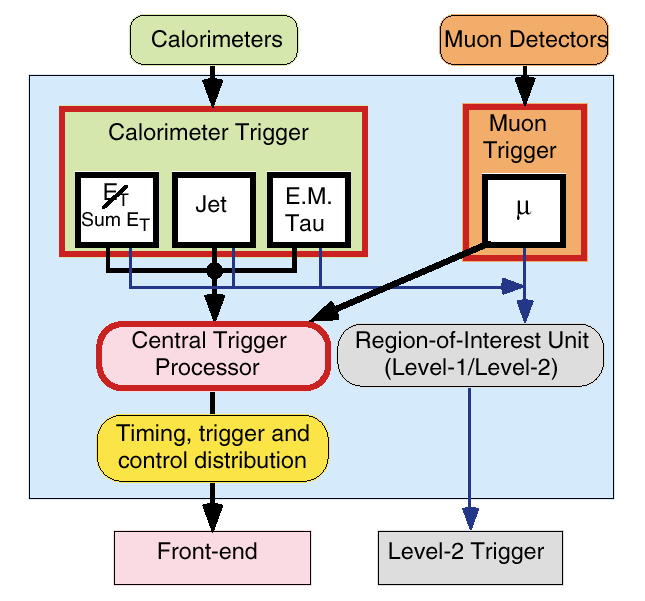 Calorimeters
Muon Detectors
Calorimeter Trigger
Muon
Trigger
E̸T
Sum ET
Jet
E.M.
Tau
μ
Central Trigger
Processor
Region-of-Interest Unit
(Level-1/Level-2)
Timing, trigger and
control distribution
Front-end
Level-2 Trigger